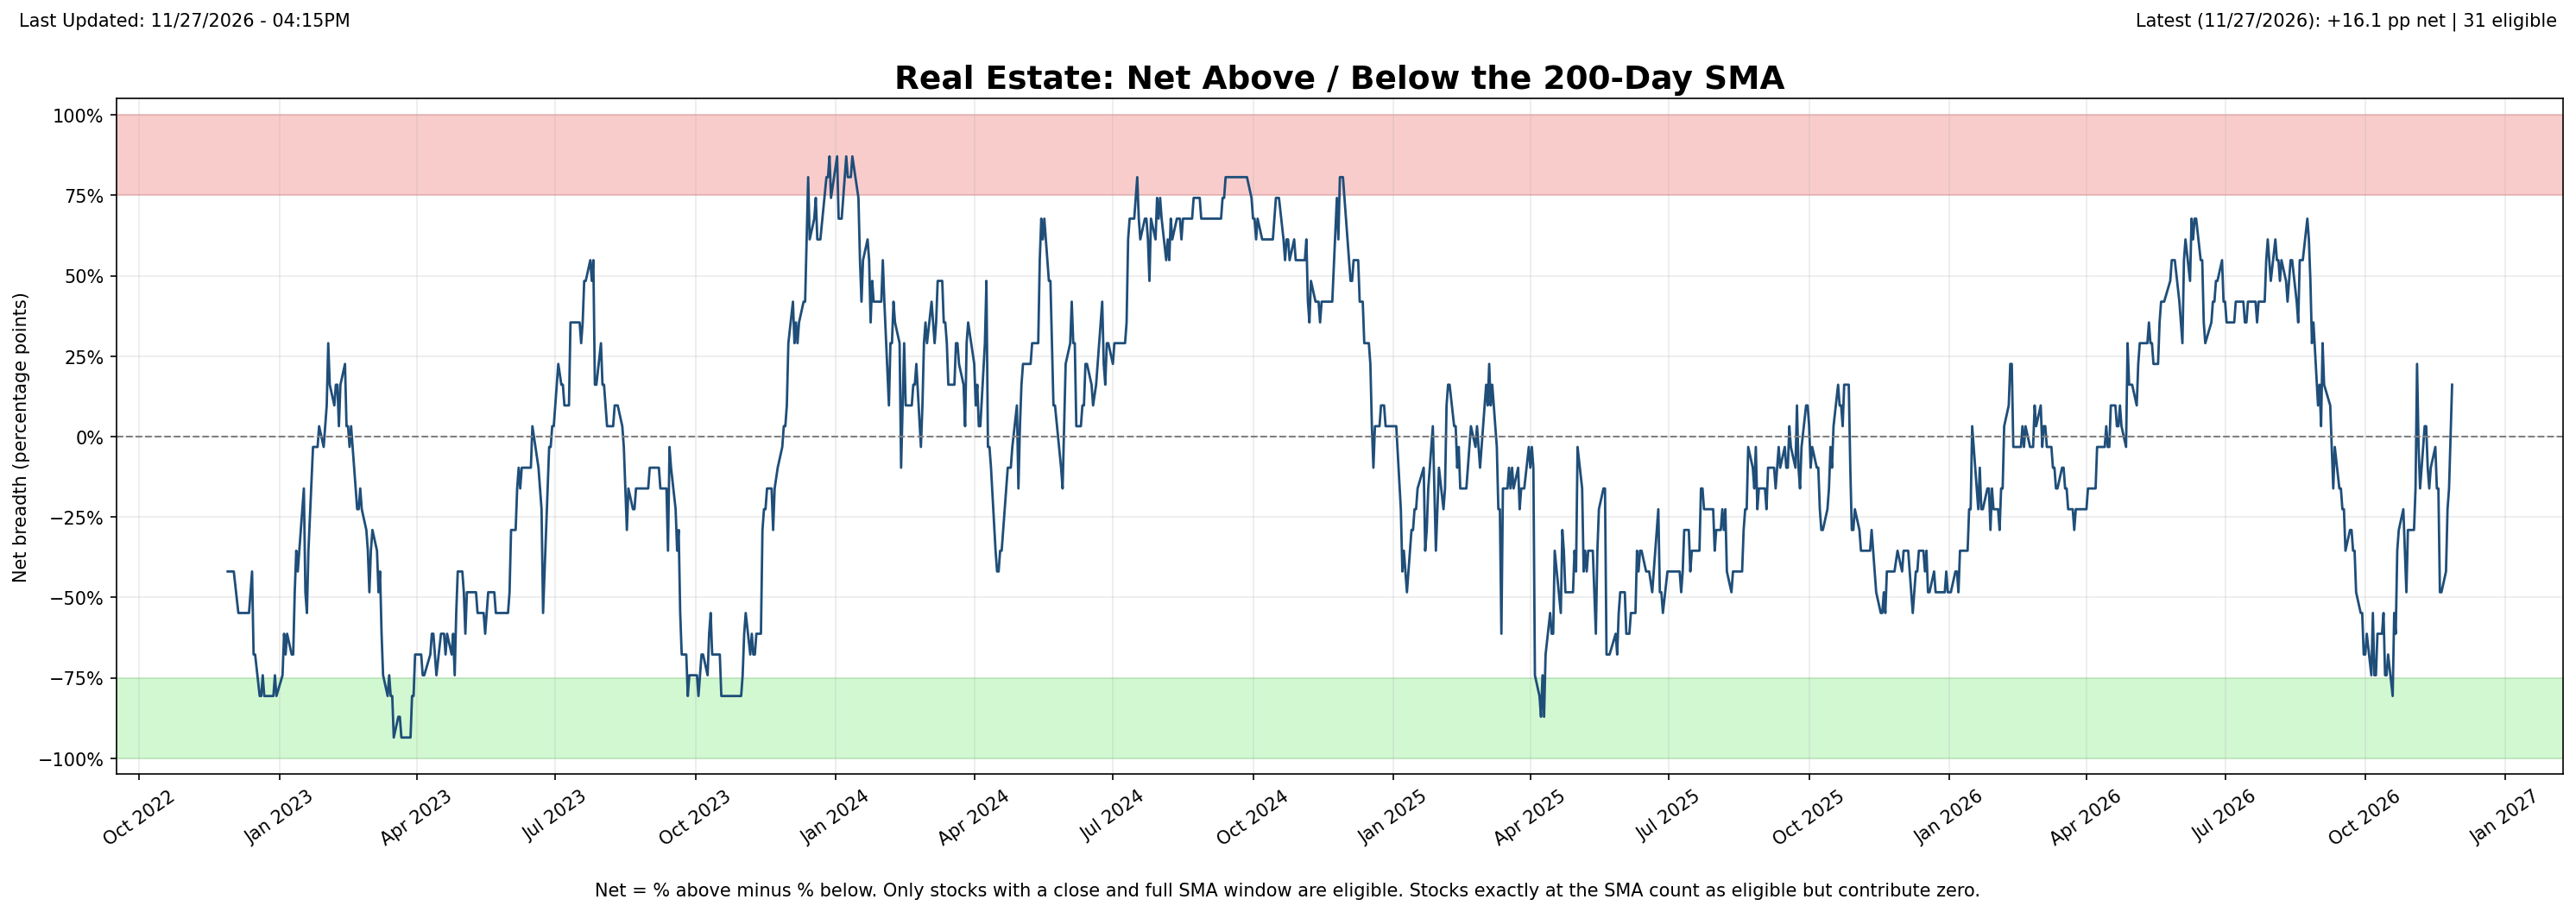 Last Updated: 11/27/2026 - 04:15PM
Latest (11/27/2026): +16.1 pp net | 31 eligible
Real Estate: Net Above / Below the 200-Day SMA
Net breadth (percentage points)
100%
75%
50%
25%
0%
−25%
−50%
−75%
−100%
Oct 2022
Jan 2023
Apr 2023
Jul 2023
Oct 2023
Jan 2024
Apr 2024
Jul 2024
Oct 2024
Jan 2025
Apr 2025
Jul 2025
Oct 2025
Jan 2026
Apr 2026
Jul 2026
Oct 2026
Jan 2027
Net = % above minus % below. Only stocks with a close and full SMA window are eligible. Stocks exactly at the SMA count as eligible but contribute zero.